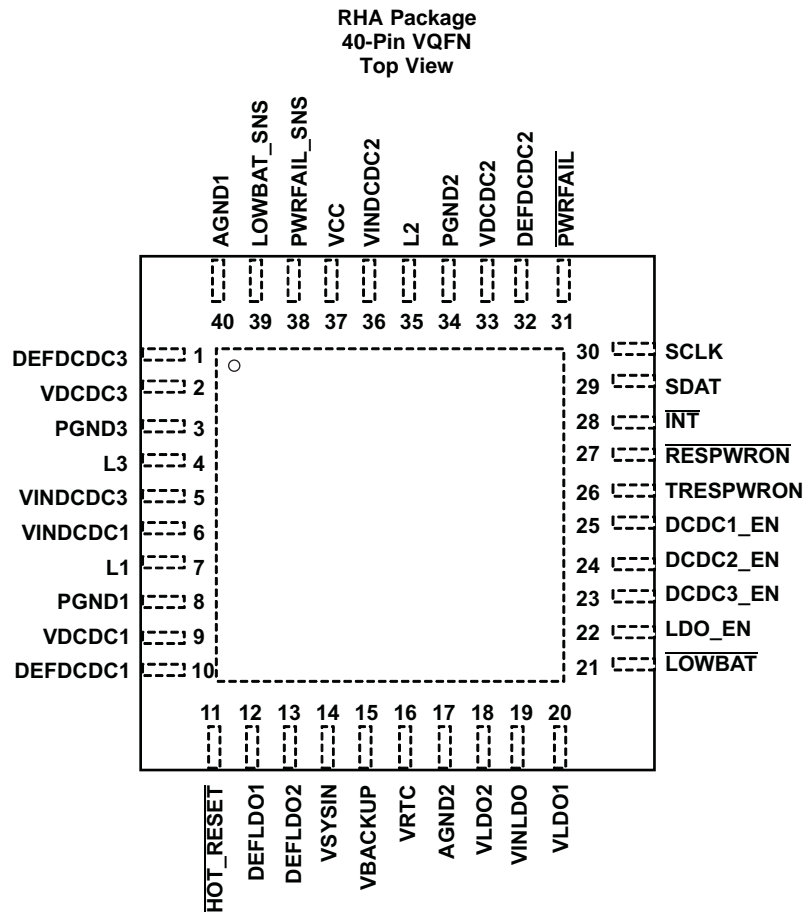 RHA Package
40-Pin VQFN
Top View
AGND1
LOWBAT_SNS
PWRFAIL_SNS
VCC
VINDCDC2
L2
PGND2
VDCDC2
DEFDCDC2
PWRFAIL
40 39 38 37 36 35 34 33 32 31
DEFDCDC3 1
VDCDC3 2
PGND3 3
L3 4
VINDCDC3 5
VINDCDC1 6
L1 7
PGND1 8
VDCDC1 9
DEFDCDC1 10
30 SCLK
29 SDAT
28 INT
27 RESPWRON
26 TRESPWRON
25 DCDC1_EN
24 DCDC2_EN
23 DCDC3_EN
22 LDO_EN
21 LOWBAT
11 12 13 14 15 16 17 18 19 20
HOT_RESET
DEFLDO1
DEFLDO2
VSYSIN
VBACKUP
VRTC
AGND2
VLDO2
VINLDO
VLDO1